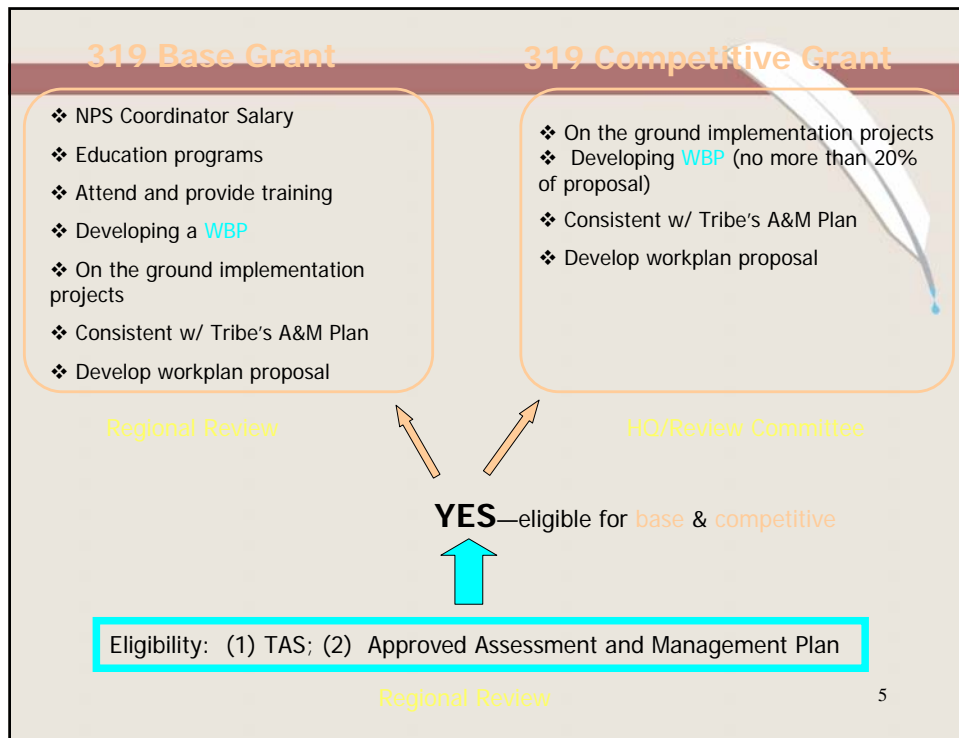 319 Base Grant
❖ NPS Coordinator Salary
❖ Education programs
❖ Attend and provide training
❖ Developing a WBP
❖ On the ground implementation
projects
❖ Consistent w/ Tribe's A&M Plan
❖ Develop workplan proposal
Regional Review
319 Competitive Grant
❖ On the ground implementation projects
❖ Developing WBP (no more than 20%
of proposal)
❖ Consistent w/ Tribe's A&M Plan
❖ Develop workplan proposal
HQ/Review Committee
YES—eligible for base & competitive
Eligibility: (1) TAS; (2) Approved Assessment and Management Plan
Regional Review
5